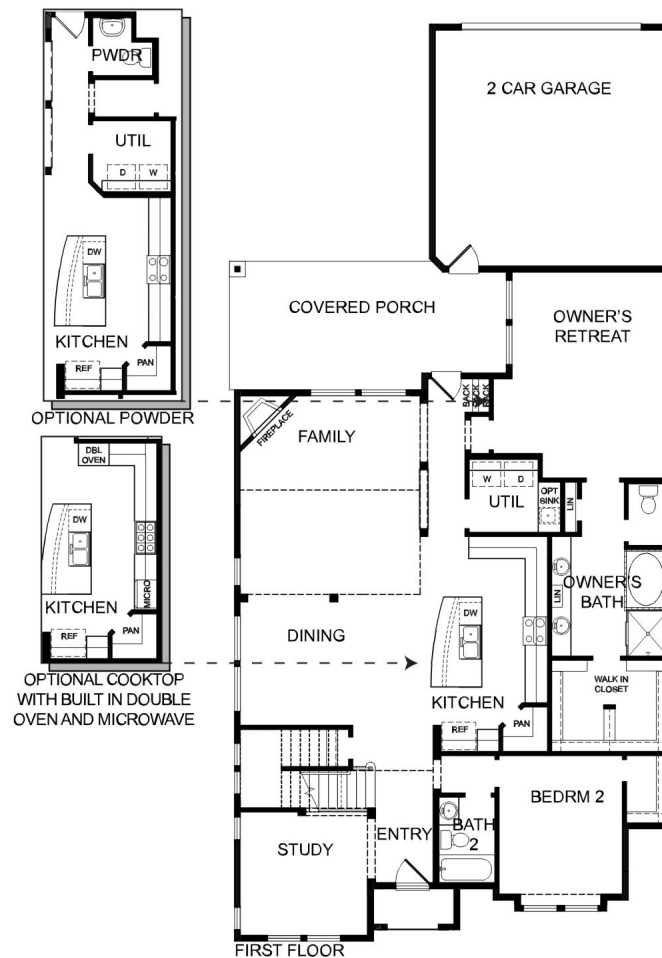 PWDR
UTIL
D
W
DW
KITCHEN
REF
PAN
OPTIONAL POWDER
DBL
OVEN
DW
KITCHEN
MICRO
REF
PAN
OPTIONAL COOKTOP
WITH BUILT IN DOUBLE
OVEN AND MICROWAVE
2 CAR GARAGE
COVERED PORCH
OWNER'S
RETREAT
FIREPLACE
FAMILY
BACK
PACK
RACK
W
D
UTIL
OPT
SINK
LIN
OWNER'S
BATH
LIN
DINING
DW
KITCHEN
REF
PAN
WALK IN
CLOSET
STUDY
ENTRY
BATH
2
BEDRM 2
FIRST FLOOR